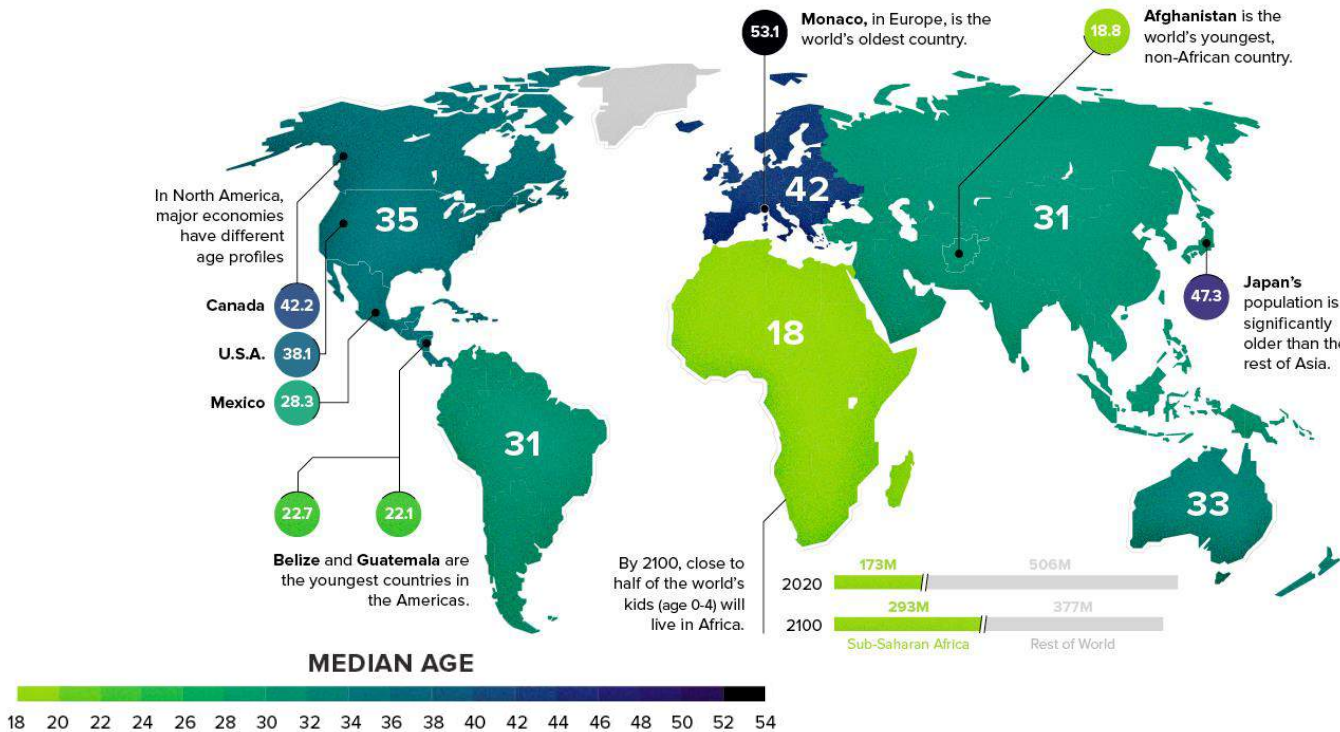 53.1
Monaco, in Europe, is the
world's oldest country.
18.8
Afghanistan is the
world's youngest,
non-African country.
In North America,
major economies
have different
age profiles
Canada 42.2
U.S.A. 38.1
Mexico 28.3
35
42
31
18
31
33
47.3
Japan's
population is
significantly
older than the
rest of Asia.
22.7
22.1
Belize and Guatemala are
the youngest countries in
the Americas.
By 2100, close to
half of the world's
kids (age 0-4) will
live in Africa.
173M 506M
2020
293M 377M
2100
Sub-Saharan Africa Rest of World
MEDIAN AGE
18 20 22 24 26 28 30 32 34 36 38 40 42 44 46 48 50 52 54